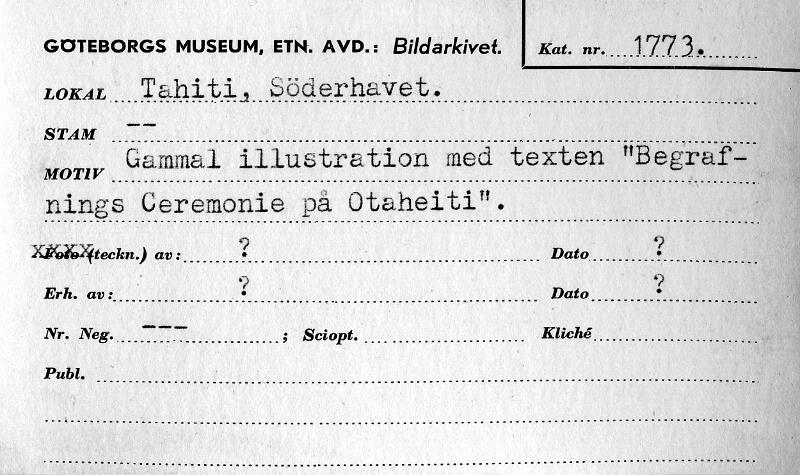 GÖTEBORGS MUSEUM, ETN. AVD.: Bildarkivet. Kat. nr. 1773.
LOKAL Tahiti, Söderhavet.
STAM --
MOTIV Gammal illustration med texten "Begraf-
nings Ceremonie på Otaheiti".
Foto (teckn.) av: ? Dato ?
Erh. av: ? Dato ?
Nr. Neg. --- ; Sciopt. Kliché
Publ.